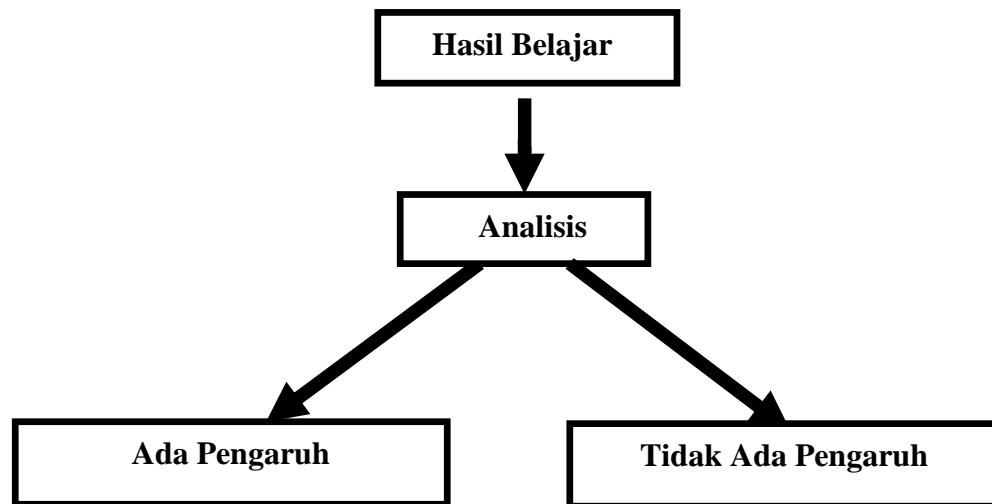 Hasil Belajar
Analisis
Ada Pengaruh
Tidak Ada Pengaruh